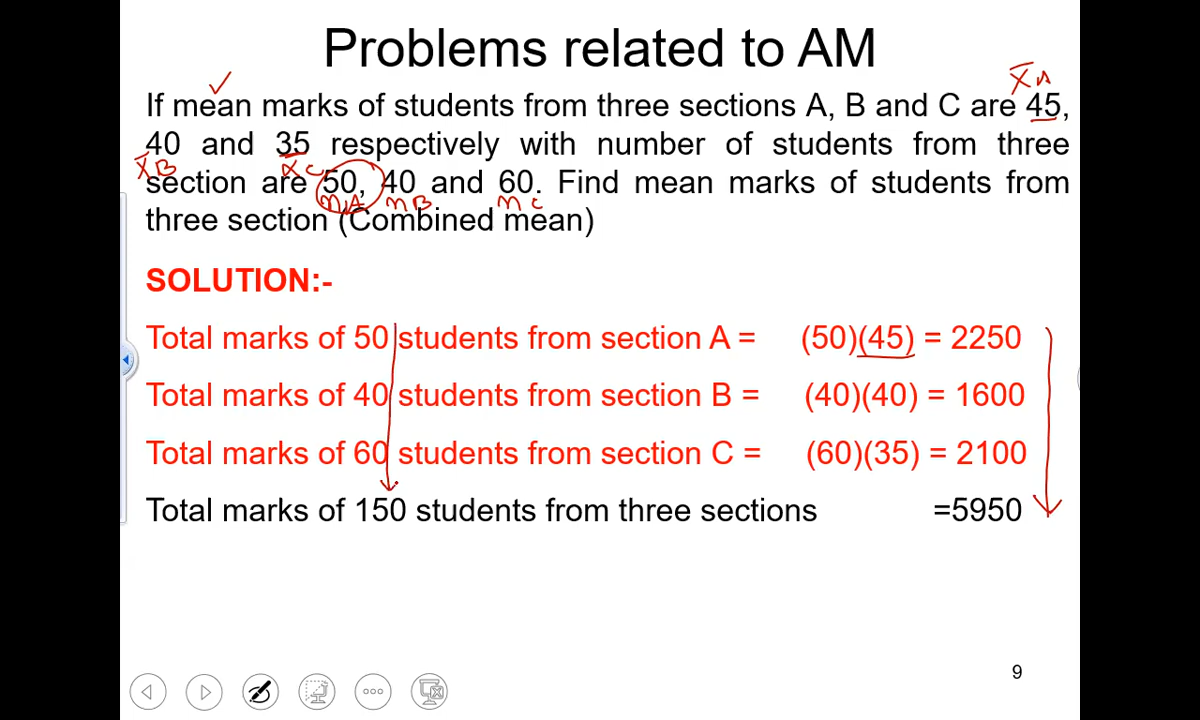 Problems related to AM
X̄A
If mean marks of students from three sections A, B and C are 45,
40 and 35 respectively with number of students from three
X̄B X̄C
section are 50, 40 and 60. Find mean marks of students from
nA nB nC
three section (Combined mean)
SOLUTION:-
Total marks of 50 students from section A = (50)(45) = 2250
Total marks of 40 students from section B = (40)(40) = 1600
Total marks of 60 students from section C = (60)(35) = 2100
Total marks of 150 students from three sections =5950
9